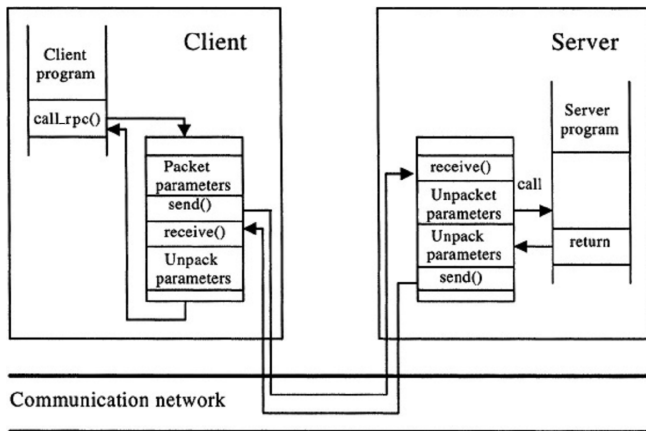 Client
Client
program
call_rpc()
Packet
parameters
send()
receive()
Unpack
parameters
Server
Server
program
receive()
Unpacket
parameters
Unpack
parameters
send()
call
return
Communication network